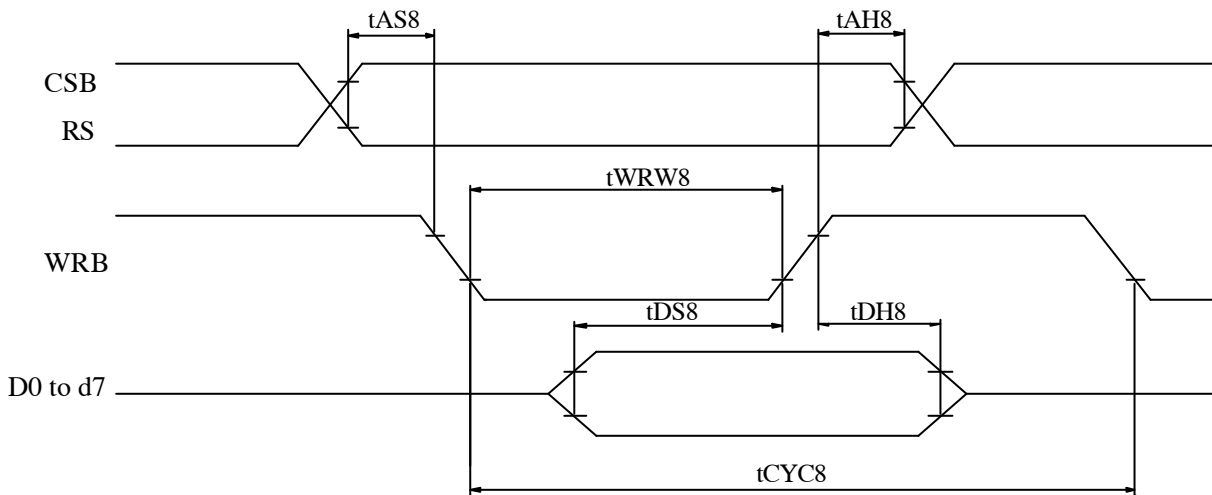 tAS8
tAH8
CSB
RS
tWRW8
WRB
tDS8
tDH8
D0 to d7
tCYC8